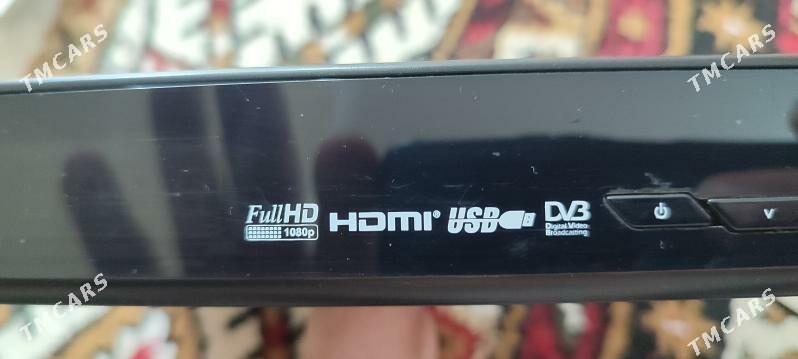 TMCARS
TMCARS
FullHD
1080p
HDMI®
USB
DVB
Digital Video
Broadcasting
V
TMCARS
TMCARS